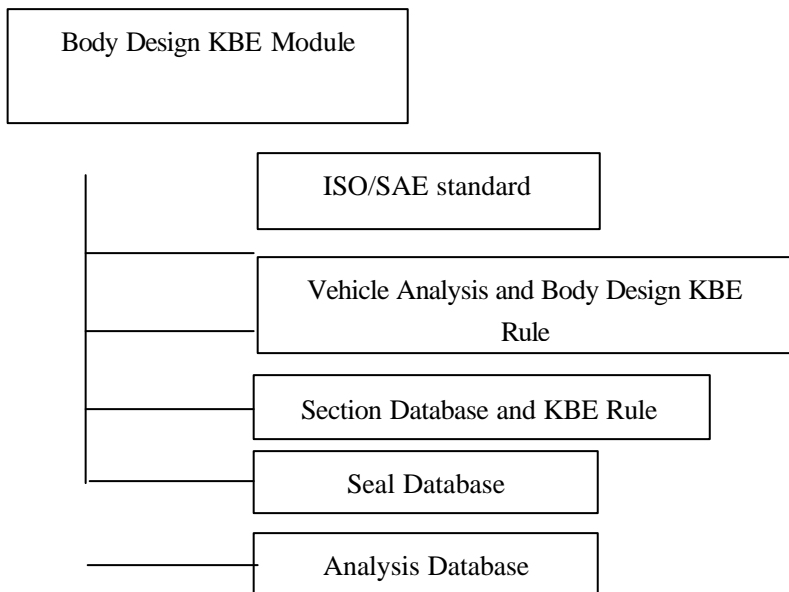 Body Design KBE Module
ISO/SAE standard
Vehicle Analysis and Body Design KBE
Rule
Section Database and KBE Rule
Seal Database
Analysis Database